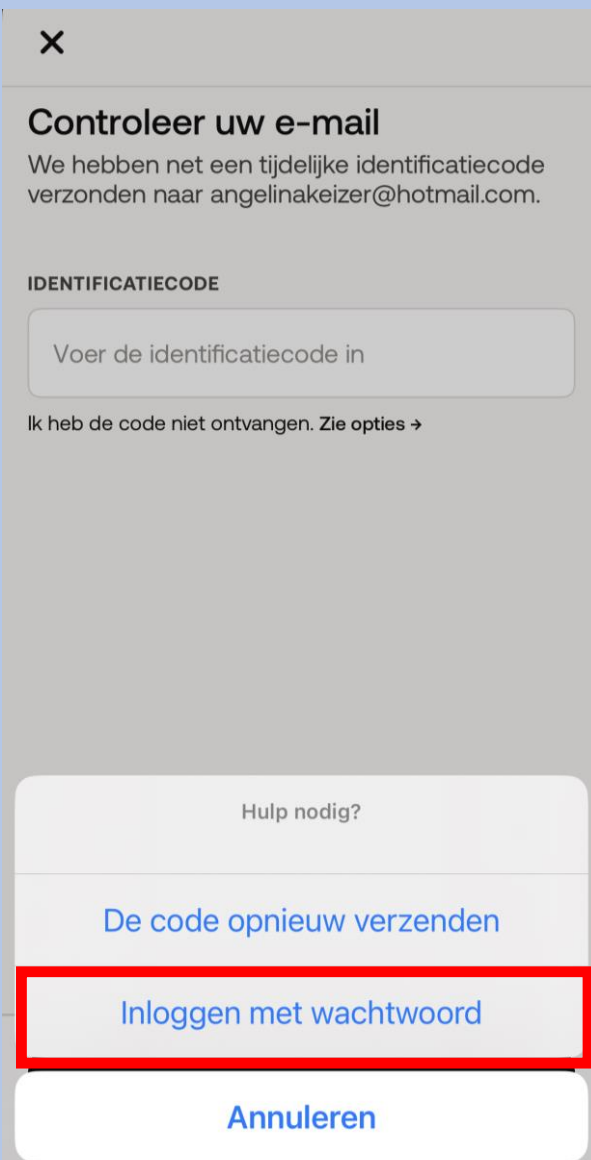 Controleer uw e-mail
We hebben net een tijdelijke identificatiecode
verzonden naar angelinakeizer@hotmail.com.
IDENTIFICATIECODE
Voer de identificatiecode in
Ik heb de code niet ontvangen. Zie opties →
Hulp nodig?
De code opnieuw verzenden
Inloggen met wachtwoord
Annuleren